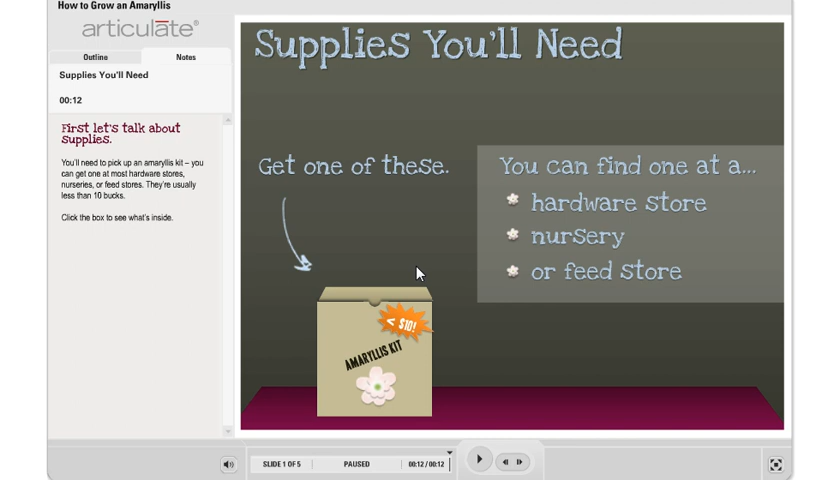 How to Grow an Amaryllis
articulate®
Outline
Notes
Supplies You'll Need
00:12
First let's talk about
supplies.
You'll need to pick up an amaryllis kit – you
can get one at most hardware stores,
nurseries, or feed stores. They're usually
less than 10 bucks.
Click the box to see what's inside.
Supplies You'll Need
Get one of these.
You can find one at a...
hardware store
nursery
or feed store
< $10!
AMARYLLIS KIT
SLIDE 1 OF 5
PAUSED
00:12 / 00:12